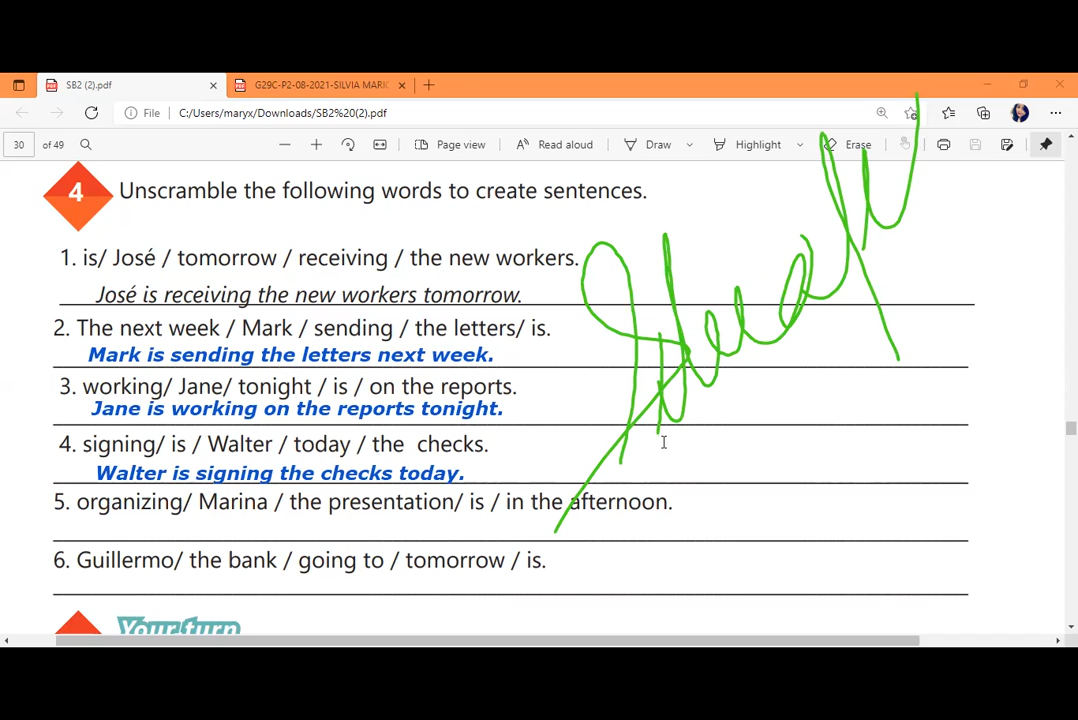 SB2 (2).pdf
G29C-P2-08-2021-SILVIA MARK
File
C:/Users/maryx/Downloads/SB2%20(2).pdf
30 of 49
Page view
Read aloud
Draw
Highlight
Erase
4 Unscramble the following words to create sentences.
1. is/ José / tomorrow / receiving / the new workers.
José is receiving the new workers tomorrow.
2. The next week / Mark / sending / the letters/ is.
Mark is sending the letters next week.
3. working/ Jane/ tonight / is / on the reports.
Jane is working on the reports tonight.
4. signing/ is / Walter / today / the checks.
Walter is signing the checks today.
5. organizing/ Marina / the presentation/ is / in the afternoon.
6. Guillermo/ the bank / going to / tomorrow / is.
Your turn